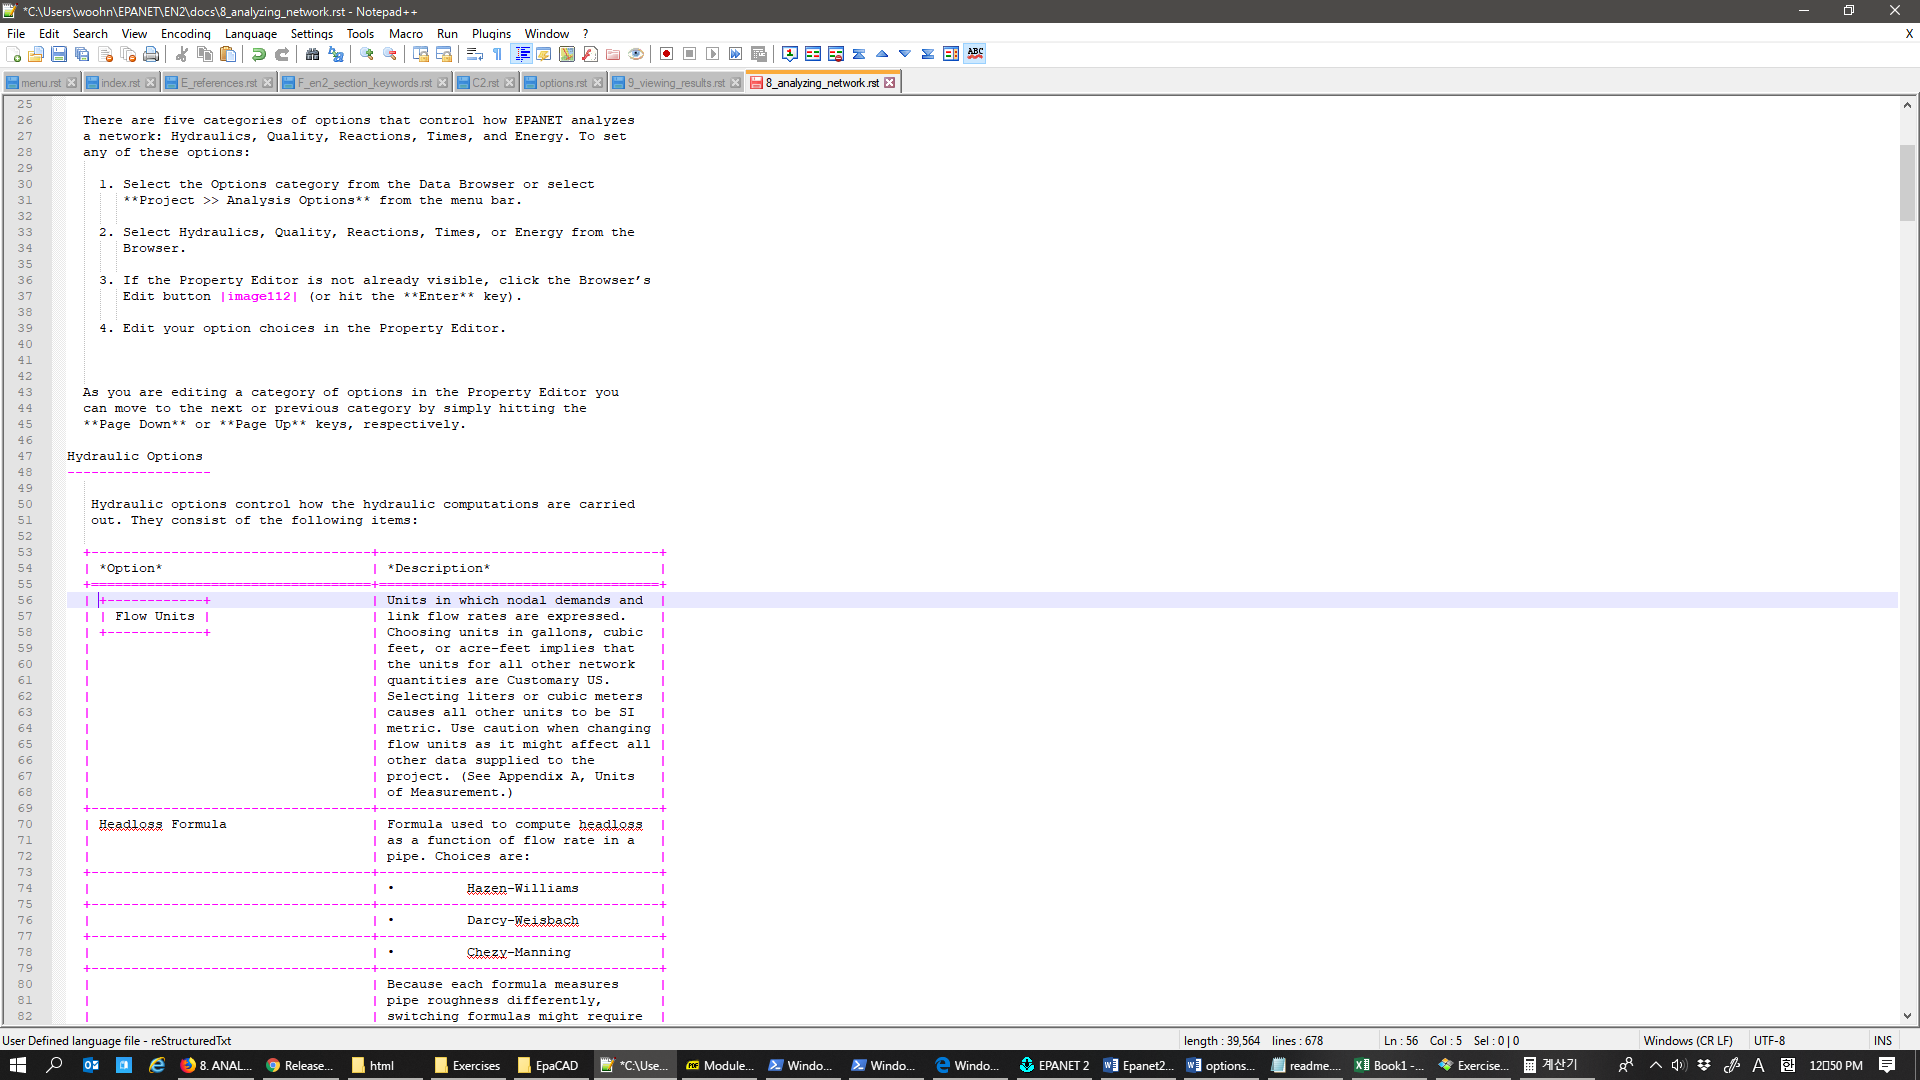 *C:\Users\woohn\EPANET\EN2\docs\8_analyzing_network.rst - Notepad++
File Edit Search View Encoding Language Settings Tools Macro Run Plugins Window ? X
menu.rst index.rst E_references.rst F_en2_section_keywords.rst C2.rst options.rst 9_viewing_results.rst 8_analyzing_network.rst
25
26 There are five categories of options that control how EPANET analyzes
27 a network: Hydraulics, Quality, Reactions, Times, and Energy. To set
28 any of these options:
29
30 1. Select the Options category from the Data Browser or select
31 **Project >> Analysis Options** from the menu bar.
32
33 2. Select Hydraulics, Quality, Reactions, Times, or Energy from the
34 Browser.
35
36 3. If the Property Editor is not already visible, click the Browser’s
37 Edit button |image112| (or hit the **Enter** key).
38
39 4. Edit your option choices in the Property Editor.
40
41
42
43 As you are editing a category of options in the Property Editor you
44 can move to the next or previous category by simply hitting the
45 **Page Down** or **Page Up** keys, respectively.
46
47 Hydraulic Options
48 ------------------
49
50 Hydraulic options control how the hydraulic computations are carried
51 out. They consist of the following items:
52
53 +-----------------------------------+-----------------------------------+
54 | *Option* | *Description* |
55 +===================================+===================================+
56 | +------------+ | Units in which nodal demands and |
57 | | Flow Units | | link flow rates are expressed. |
58 | +------------+ | Choosing units in gallons, cubic |
59 | | feet, or acre-feet implies that |
60 | | the units for all other network |
61 | | quantities are Customary US. |
62 | | Selecting liters or cubic meters |
63 | | causes all other units to be SI |
64 | | metric. Use caution when changing |
65 | | flow units as it might affect all |
66 | | other data supplied to the |
67 | | project. (See Appendix A, Units |
68 | | of Measurement.) |
69 +-----------------------------------+-----------------------------------+
70 | Headloss Formula | Formula used to compute headloss |
71 | | as a function of flow rate in a |
72 | | pipe. Choices are: |
73 +-----------------------------------+-----------------------------------+
74 | | • Hazen-Williams |
75 +-----------------------------------+-----------------------------------+
76 | | • Darcy-Weisbach |
77 +-----------------------------------+-----------------------------------+
78 | | • Chezy-Manning |
79 +-----------------------------------+-----------------------------------+
80 | | Because each formula measures |
81 | | pipe roughness differently, |
82 | | switching formulas might require |
User Defined language file - reStructuredTxt length : 39,564 lines : 678 Ln : 56 Col : 5 Sel : 0 | 0 Windows (CR LF) UTF-8 INS
8. ANAL... Release... html Exercises EpaCAD *C:\Use... Module... Windo... Windo... Windo... EPANET 2 Epanet2... options... readme.... Book1 -... Exercise... 계산기 A 한 12:50 PM